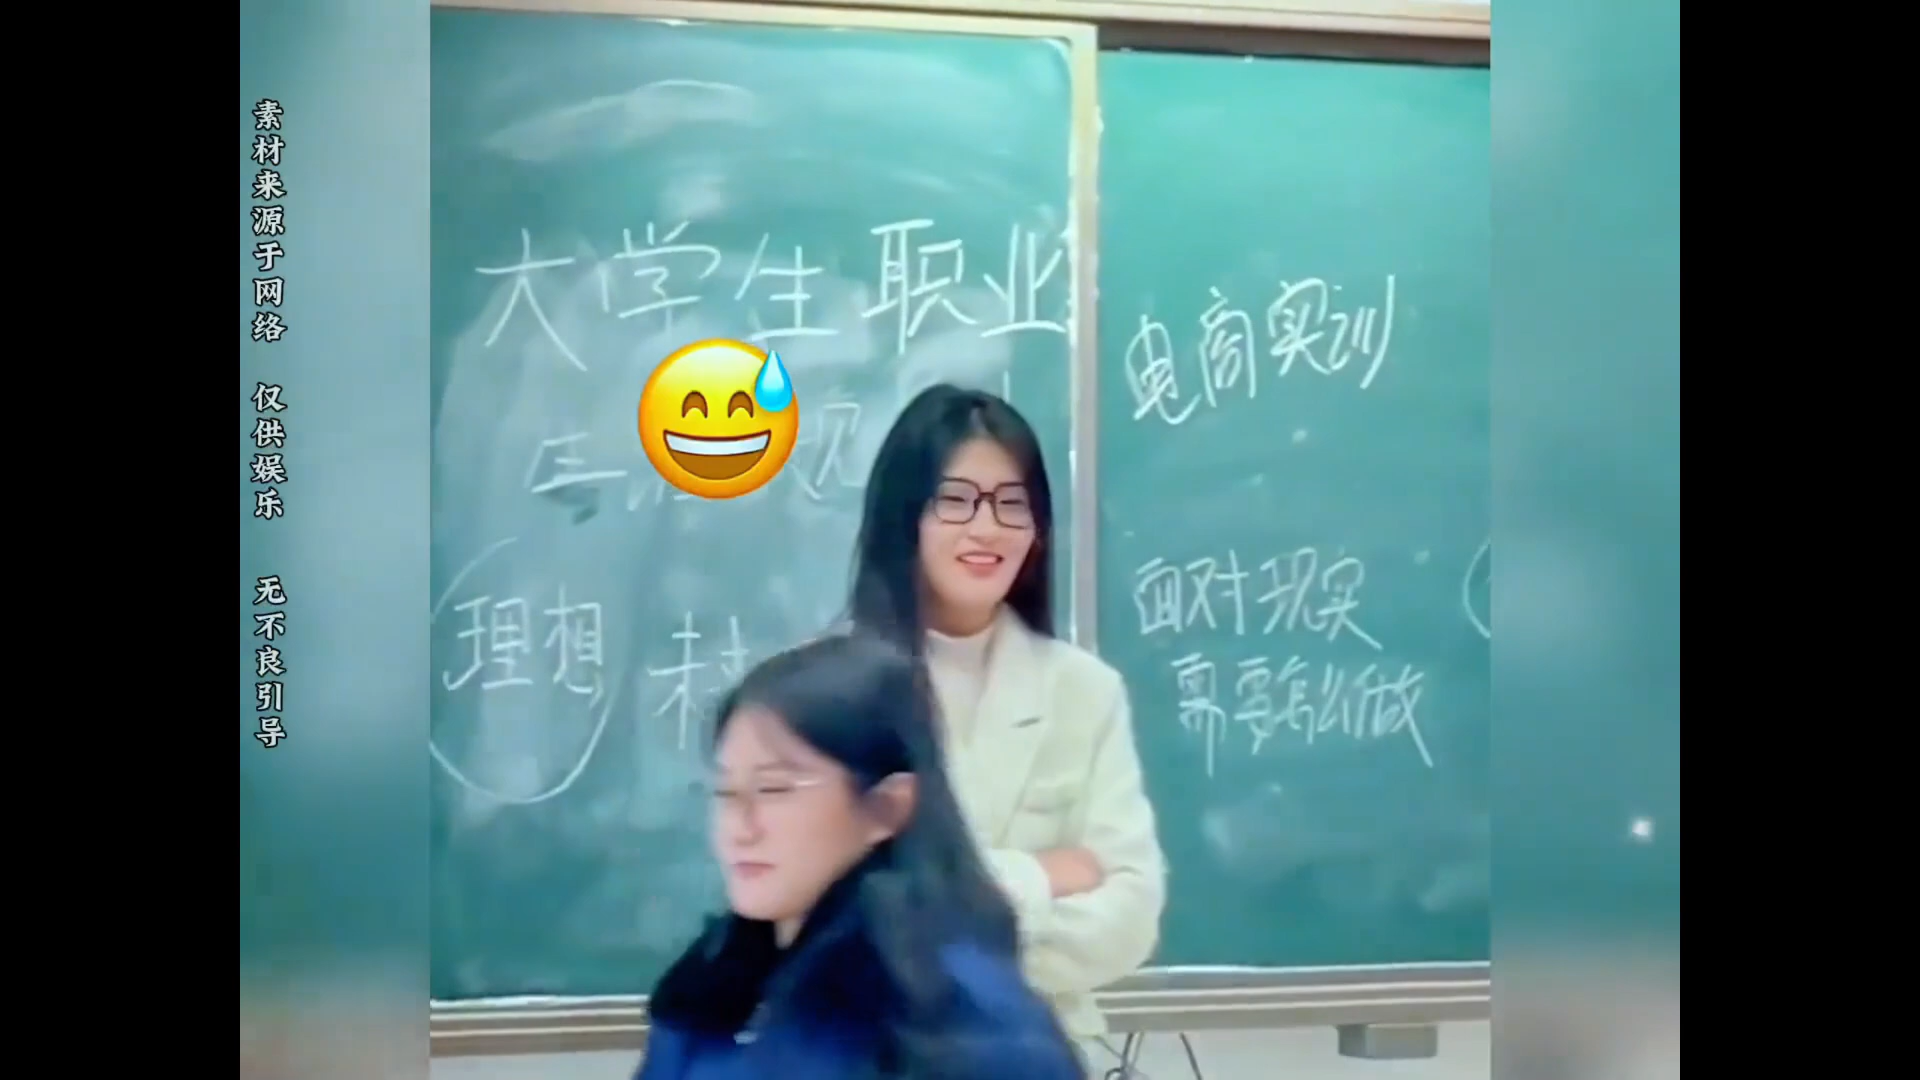 素材来源于网络 仅供娱乐 无不良引导
大学生职业
规
理想
电商实训
面对现实
需要怎么做